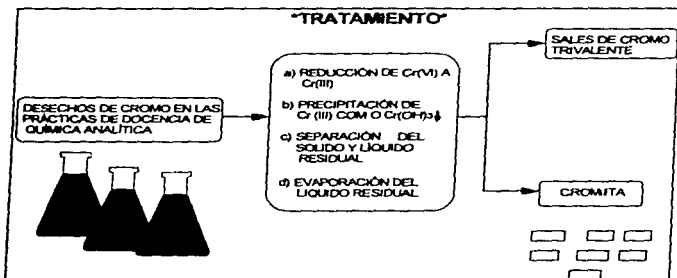 "TRATAMIENTO"
DESECHOS DE CROMO EN LAS
PRÁCTICAS DE DOCENCIA DE
QUÍMICA ANALÍTICA
a) REDUCCIÓN DE Cr(VI) A
Cr(III)
b) PRECIPITACIÓN DE
Cr (III) COM O Cr(OH)3↓
c) SEPARACIÓN DEL
SOLIDO Y LÍQUIDO
RESIDUAL
d) EVAPORACIÓN DEL
LIQUIDO RESIDUAL
SALES DE CROMO
TRIVALENTE
CROMITA